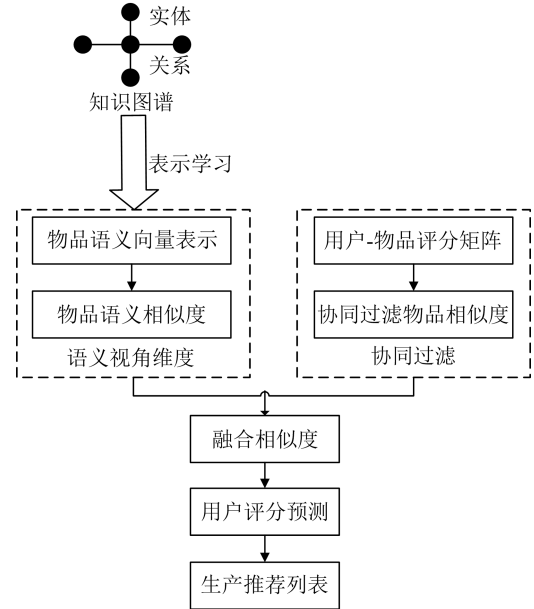 实体
关系
知识图谱
表示学习
物品语义向量表示
物品语义相似度
语义视角维度
用户-物品评分矩阵
协同过滤物品相似度
协同过滤
融合相似度
用户评分预测
生产推荐列表